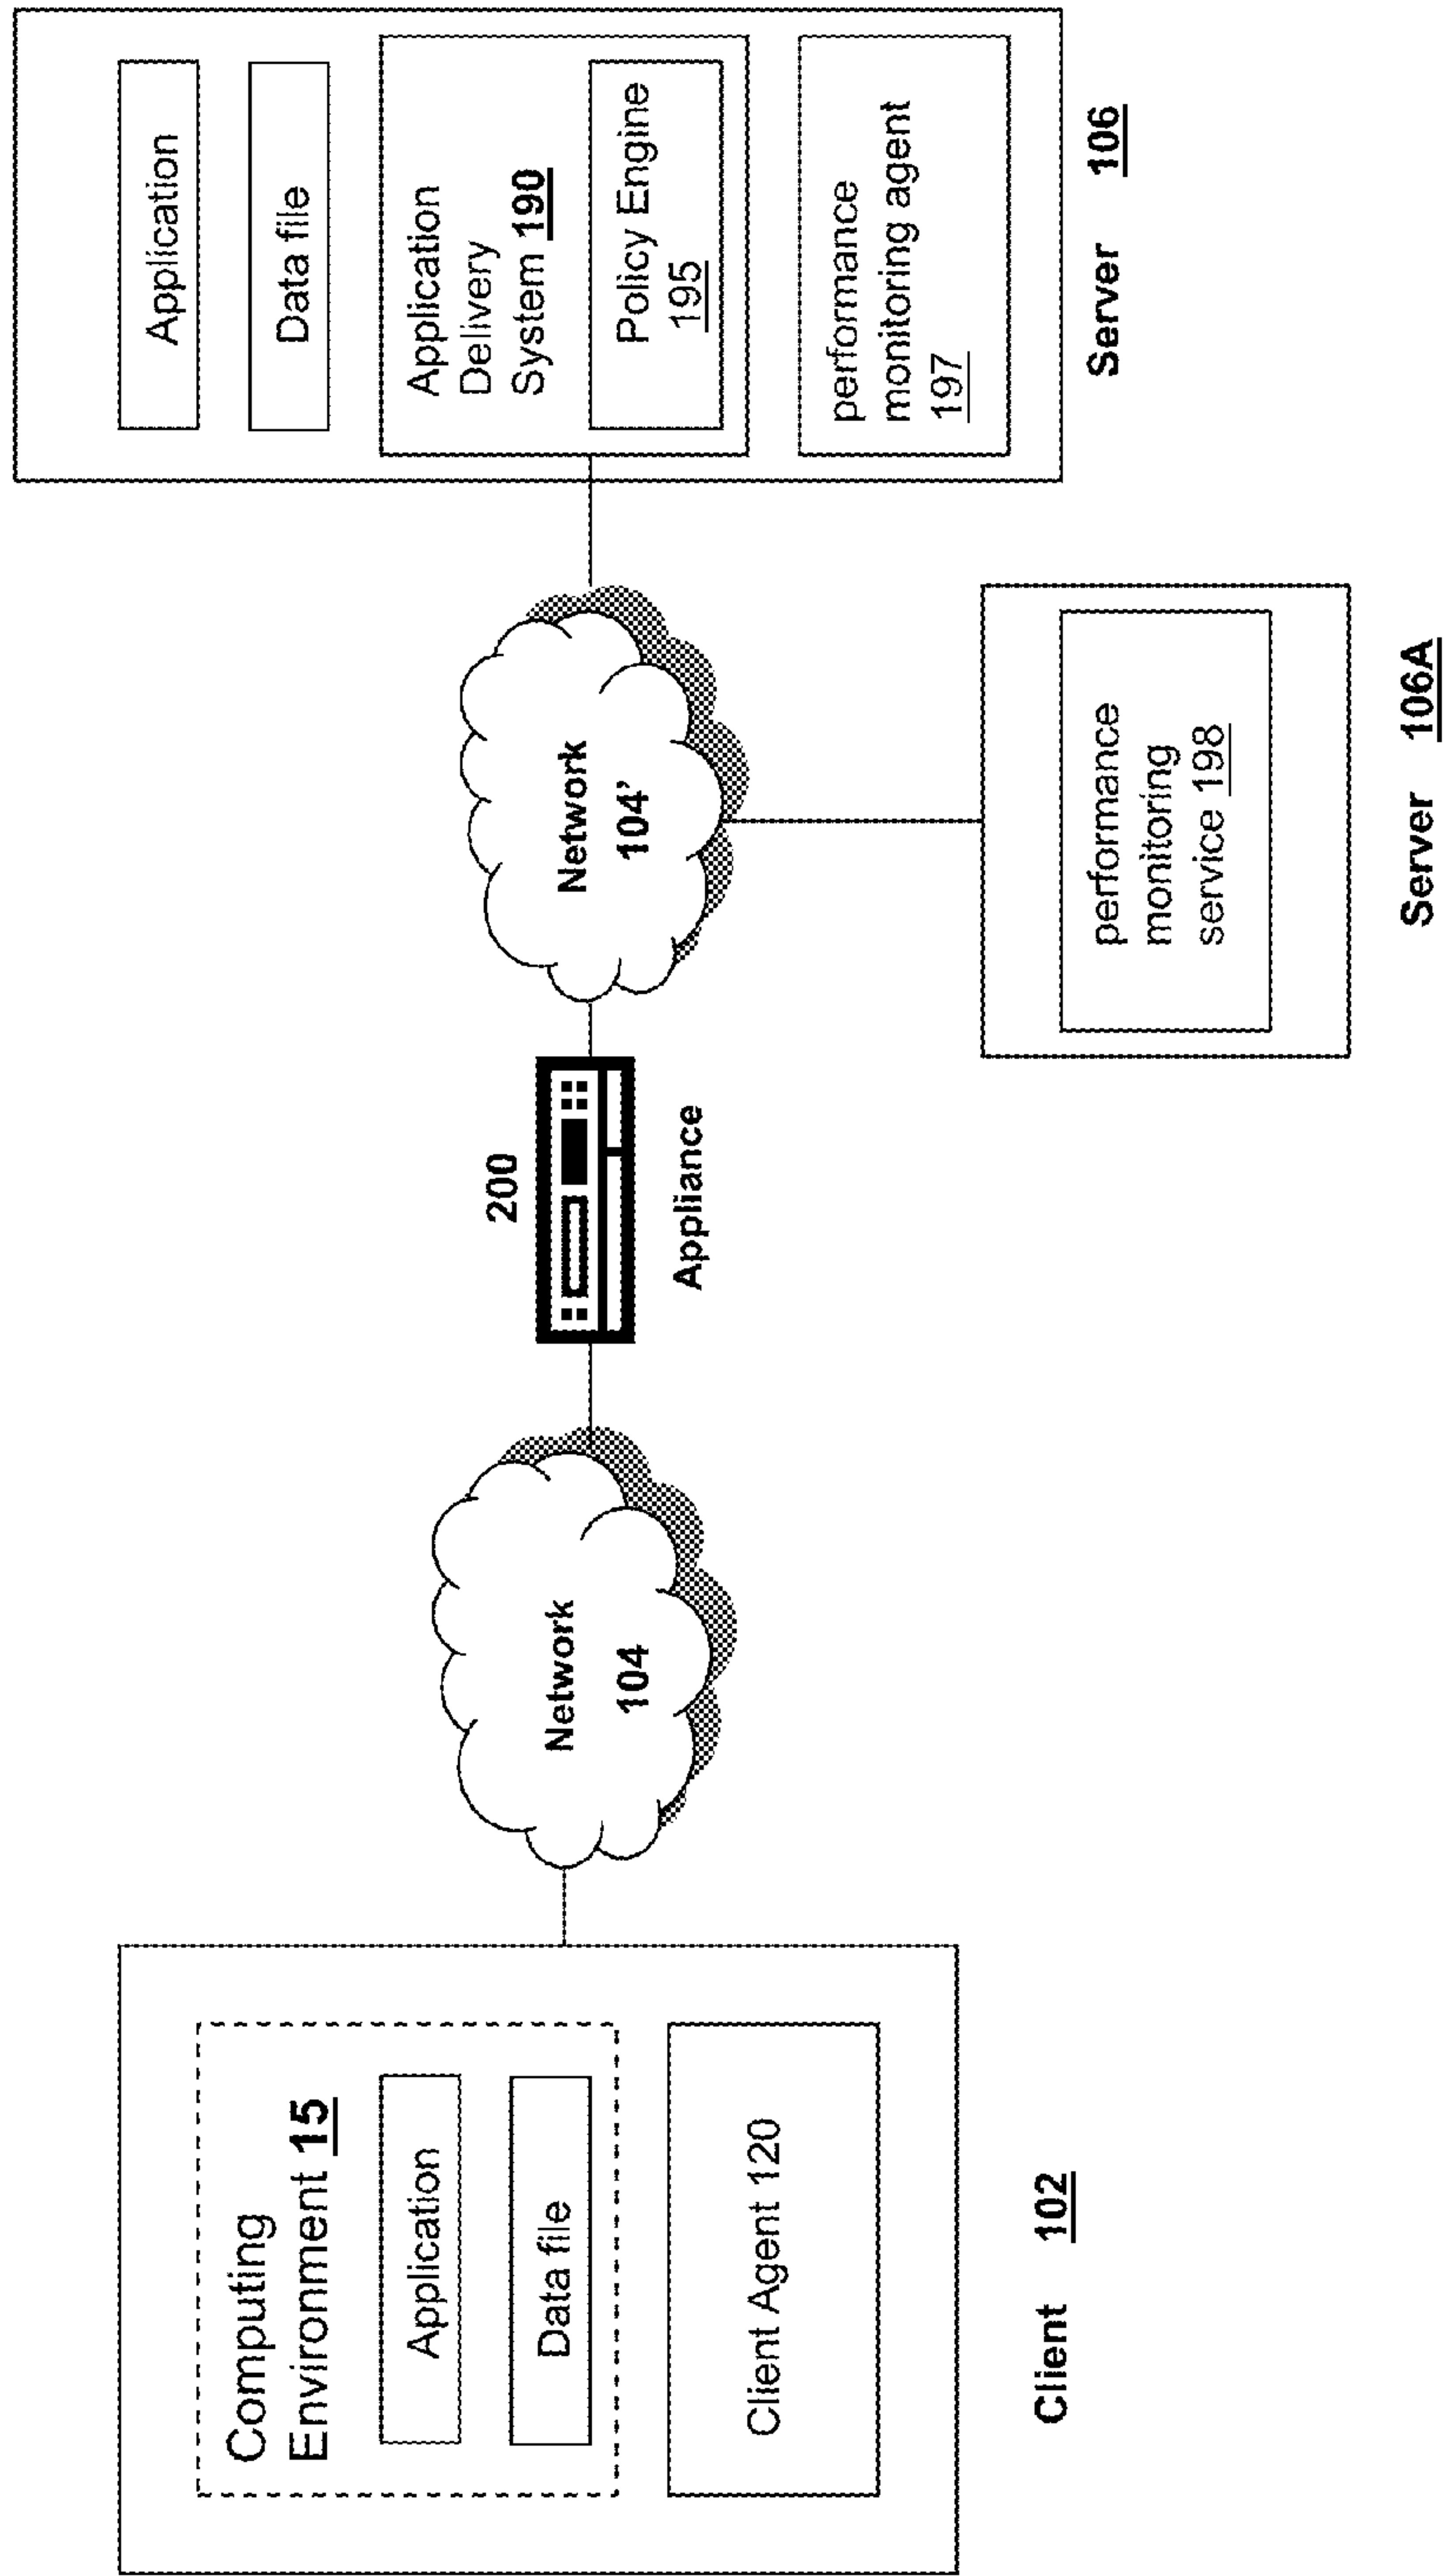 Computing
Environment 15
Application
Data file
Client Agent 120
Client 102
Network
104
200
Appliance
Network
104’
performance
monitoring
service 198
Server 106A
Application
Data file
Application
Delivery
System 190
Policy Engine
195
performance
monitoring agent
197
Server 106